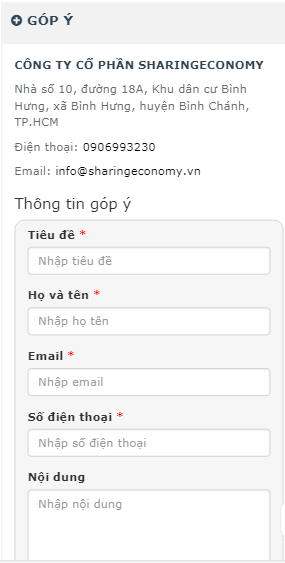 GÓP Ý
CÔNG TY CỔ PHẦN SHARINGECONOMY
Nhà số 10, đường 18A, Khu dân cư Bình
Hưng, xã Bình Hưng, huyện Bình Chánh,
TP.HCM
Điện thoại: 0906993230
Email: info@sharingeconomy.vn
Thông tin góp ý
Tiêu đề *
Nhập tiêu đề
Họ và tên *
Nhập họ tên
Email *
Nhập email
Số điện thoại *
Nhập số điện thoại
Nội dung
Nhập nội dung